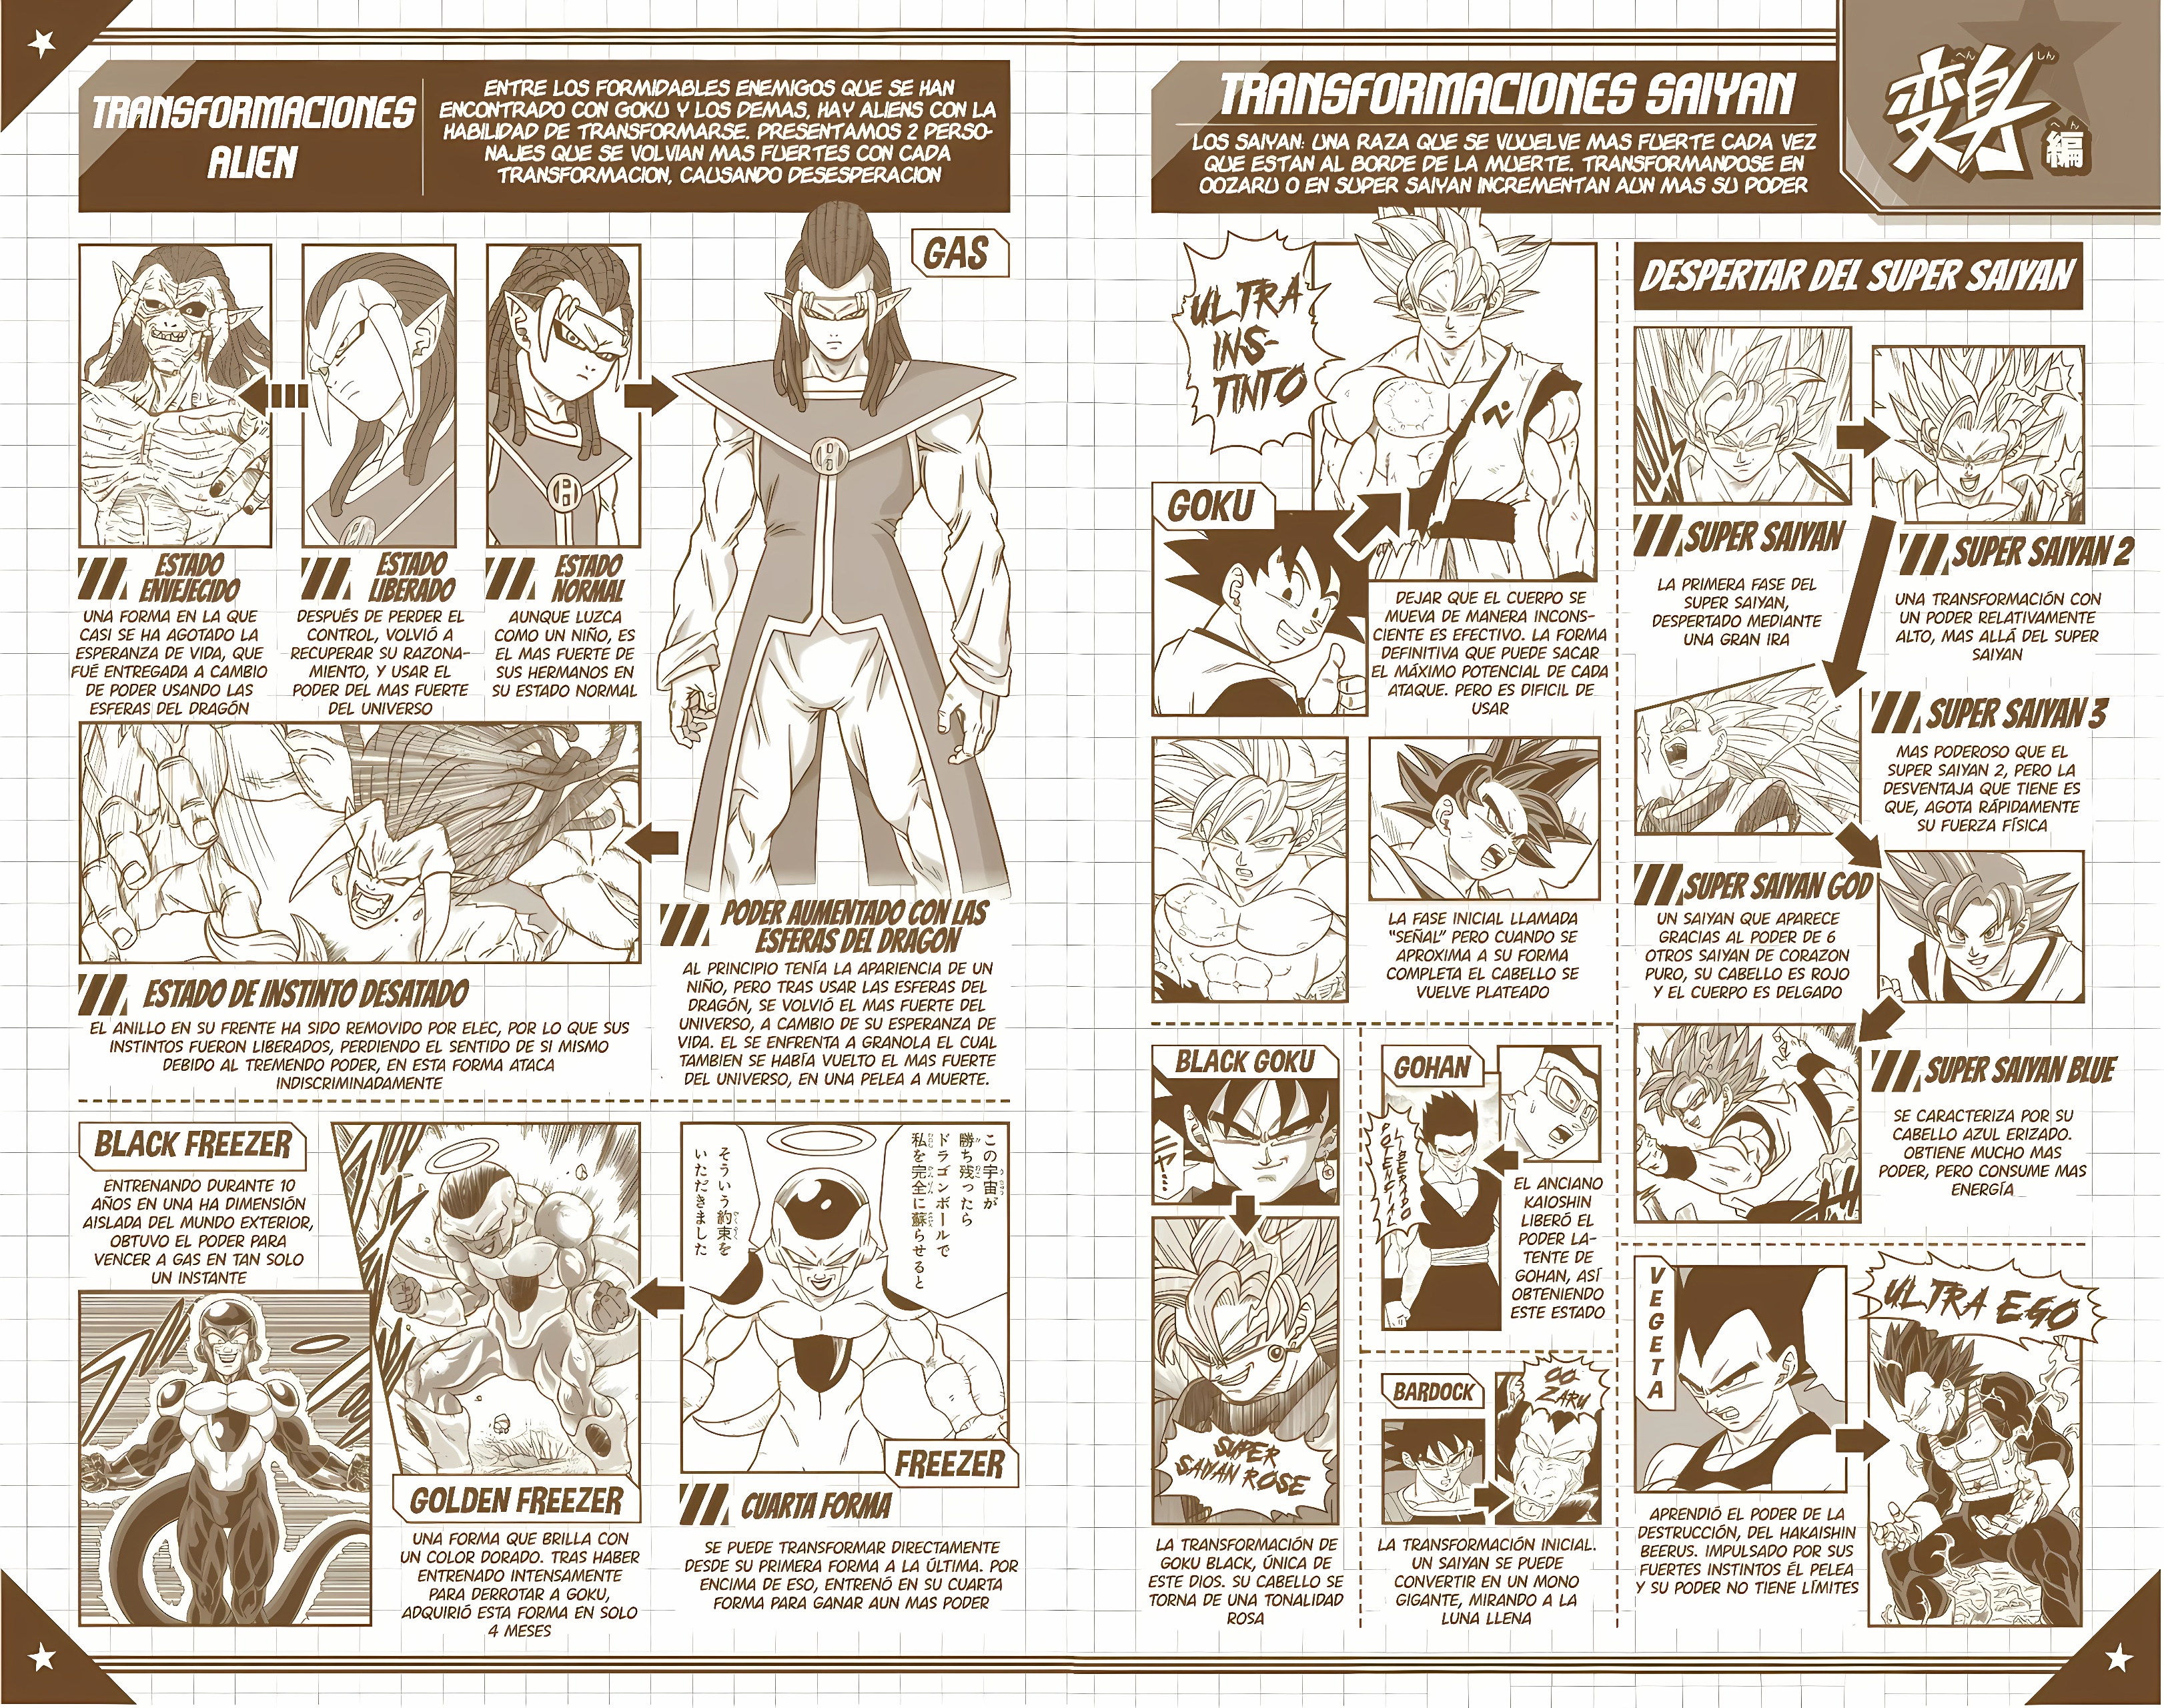 TRANSFORMACIONES
ALIEN
ENTRE LOS FORMIDABLES ENEMIGOS QUE SE HAN
ENCONTRADO CON GOKU Y LOS DEMAS, HAY ALIENS CON LA
HABILIDAD DE TRANSFORMARSE. PRESENTAMOS 2 PERSO-
NAJES QUE SE VOLVIAN MAS FUERTES CON CADA
TRANSFORMACION, CAUSANDO DESESPERACION
GAS
ESTADO
ENVEJECIDO
UNA FORMA EN LA QUE
CASI SE HA AGOTADO LA
ESPERANZA DE VIDA, QUE
FUÉ ENTREGADA A CAMBIO
DE PODER USANDO LAS
ESFERAS DEL DRAGÓN
ESTADO
LIBERADO
DESPUÉS DE PERDER EL
CONTROL, VOLVIÓ A
RECUPERAR SU RAZONA-
MIENTO, Y USAR EL
PODER DEL MAS FUERTE
DEL UNIVERSO
ESTADO
NORMAL
AUNQUE LUZCA
COMO UN NIÑO, ES
EL MAS FUERTE DE
SUS HERMANOS EN
SU ESTADO NORMAL
PODER AUMENTADO CON LAS
ESFERAS DEL DRAGON
AL PRINCIPIO TENÍA LA APARIENCIA DE UN
NIÑO, PERO TRAS USAR LAS ESFERAS DEL
DRAGÓN, SE VOLVIÓ EL MAS FUERTE DEL
UNIVERSO, A CAMBIO DE SU ESPERANZA DE
VIDA. EL SE ENFRENTA A GRANOLA EL CUAL
TAMBIEN SE HABÍA VUELTO EL MAS FUERTE
DEL UNIVERSO, EN UNA PELEA A MUERTE.
ESTADO DE INSTINTO DESATADO
EL ANILLO EN SU FRENTE HA SIDO REMOVIDO POR ELEC, POR LO QUE SUS
INSTINTOS FUERON LIBERADOS, PERDIENDO EL SENTIDO DE SI MISMO
DEBIDO AL TREMENDO PODER, EN ESTA FORMA ATACA
INDISCRIMINADAMENTE
BLACK FREEZER
ENTRENANDO DURANTE 10
AÑOS EN UNA HA DIMENSIÓN
AISLADA DEL MUNDO EXTERIOR,
OBTUVO EL PODER PARA
VENCER A GAS EN TAN SOLO
UN INSTANTE
GOLDEN FREEZER
UNA FORMA QUE BRILLA CON
UN COLOR DORADO. TRAS HABER
ENTRENADO INTENSAMENTE
PARA DERROTAR A GOKU,
ADQUIRIÓ ESTA FORMA EN SOLO
4 MESES
この宇宙が
勝ち残ったら
ドラゴンボールで
私を完全に蘇らせると
そういう約束を
いただきました
FREEZER
CUARTA FORMA
SE PUEDE TRANSFORMAR DIRECTAMENTE
DESDE SU PRIMERA FORMA A LA ÚLTIMA. POR
ENCIMA DE ESO, ENTRENÓ EN SU CUARTA
FORMA PARA GANAR AUN MAS PODER
TRANSFORMACIONES SAIYAN
LOS SAIYAN: UNA RAZA QUE SE VUUELVE MAS FUERTE CADA VEZ
QUE ESTAN AL BORDE DE LA MUERTE. TRANSFORMANDOSE EN
OOZARU O EN SUPER SAIYAN INCREMENTAN AUN MAS SU PODER
変身編
へん しん へん
ULTRA
INS-
TINTO
GOKU
DEJAR QUE EL CUERPO SE
MUEVA DE MANERA INCONS-
CIENTE ES EFECTIVO. LA FORMA
DEFINITIVA QUE PUEDE SACAR
EL MÁXIMO POTENCIAL DE CADA
ATAQUE. PERO ES DIFICIL DE
USAR
LA FASE INICIAL LLAMADA
"SEÑAL" PERO CUANDO SE
APROXIMA A SU FORMA
COMPLETA EL CABELLO SE
VUELVE PLATEADO
BLACK GOKU
SUPER
SAIYAN ROSE
LA TRANSFORMACIÓN DE
GOKU BLACK, ÚNICA DE
ESTE DIOS. SU CABELLO SE
TORNA DE UNA TONALIDAD
ROSA
GOHAN
POTENCIAL
LIBERADO
EL ANCIANO
KAIOSHIN
LIBERÓ EL
PODER LA-
TENTE DE
GOHAN, ASÍ
OBTENIENDO
ESTE ESTADO
BARDOCK
OO
ZARU
LA TRANSFORMACIÓN INICIAL.
UN SAIYAN SE PUEDE
CONVERTIR EN UN MONO
GIGANTE, MIRANDO A LA
LUNA LLENA
DESPERTAR DEL SUPER SAIYAN
SUPER SAIYAN
LA PRIMERA FASE DEL
SUPER SAIYAN,
DESPERTADO MEDIANTE
UNA GRAN IRA
SUPER SAIYAN 2
UNA TRANSFORMACIÓN CON
UN PODER RELATIVAMENTE
ALTO, MAS ALLÁ DEL SUPER
SAIYAN
SUPER SAIYAN 3
MAS PODEROSO QUE EL
SUPER SAIYAN 2, PERO LA
DESVENTAJA QUE TIENE ES
QUE, AGOTA RÁPIDAMENTE
SU FUERZA FÍSICA
SUPER SAIYAN GOD
UN SAIYAN QUE APARECE
GRACIAS AL PODER DE 6
OTROS SAIYAN DE CORAZON
PURO, SU CABELLO ES ROJO
Y EL CUERPO ES DELGADO
SUPER SAIYAN BLUE
SE CARACTERIZA POR SU
CABELLO AZUL ERIZADO.
OBTIENE MUCHO MAS
PODER, PERO CONSUME MAS
ENERGÍA
VEGETA
ULTRA EGO
APRENDIÓ EL PODER DE LA
DESTRUCCIÓN, DEL HAKAISHIN
BEERUS. IMPULSADO POR SUS
FUERTES INSTINTOS ÉL PELEA
Y SU PODER NO TIENE LÍMITES